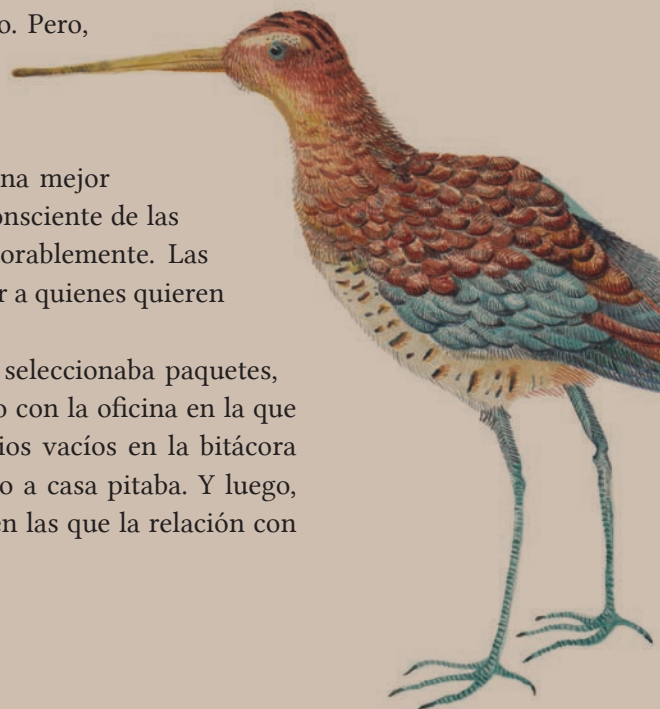 o. Pero,
na mejor
onsciente de las
orablemente. Las
r a quienes quieren
seleccionaba paquetes,
o con la oficina en la que
ios vacíos en la bitácora
o a casa pitaba. Y luego,
en las que la relación con